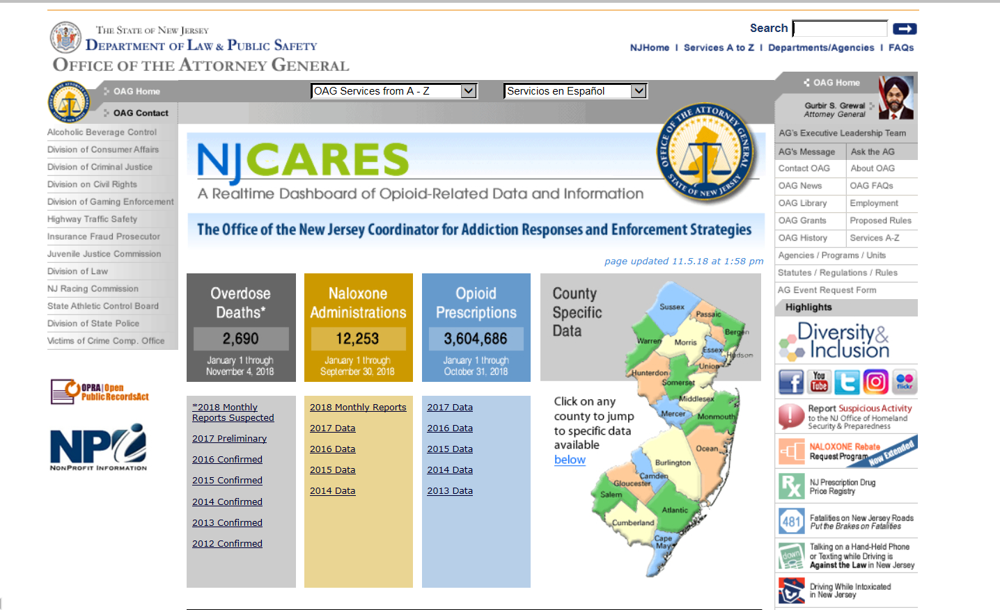 THE STATE OF NEW JERSEY
DEPARTMENT OF LAW & PUBLIC SAFETY
OFFICE OF THE ATTORNEY GENERAL
Search
NJHome | Services A to Z | Departments/Agencies | FAQs
OAG Home
OAG Contact
OAG Services from A - Z
Servicios en Español
OAG Home
Gurbir S. Grewal
Attorney General
Alcoholic Beverage Control
Division of Consumer Affairs
Division of Criminal Justice
Division on Civil Rights
Division of Gaming Enforcement
Highway Traffic Safety
Insurance Fraud Prosecutor
Juvenile Justice Commission
Division of Law
NJ Racing Commission
State Athletic Control Board
Division of State Police
Victims of Crime Comp. Office
OPRA | Open
Public RecordsAct
NPi
NONPROFIT INFORMATION
NJCARES
A Realtime Dashboard of Opioid-Related Data and Information
OFFICE OF THE ATTORNEY GENERAL
STATE OF NEW JERSEY
The Office of the New Jersey Coordinator for Addiction Responses and Enforcement Strategies
page updated 11.5.18 at 1:58 pm
Overdose
Deaths*
2,690
January 1 through
November 4, 2018
*2018 Monthly
Reports Suspected
2017 Preliminary
2016 Confirmed
2015 Confirmed
2014 Confirmed
2013 Confirmed
2012 Confirmed
Naloxone
Administrations
12,253
January 1 through
September 30, 2018
2018 Monthly Reports
2017 Data
2016 Data
2015 Data
2014 Data
Opioid
Prescriptions
3,604,686
January 1 through
October 31, 2018
2017 Data
2016 Data
2015 Data
2014 Data
2013 Data
County
Specific
Data
Click on any
county to jump
to specific data
available
below
Sussex
Passaic
Bergen
Warren
Morris
Essex
Hudson
Union
Hunterdon
Somerset
Middlesex
Mercer
Monmouth
Ocean
Burlington
Camden
Gloucester
Salem
Atlantic
Cumberland
Cape
May
AG's Executive Leadership Team
AG's Message
Ask the AG
Contact OAG
About OAG
OAG News
OAG FAQs
OAG Library
Employment
OAG Grants
Proposed Rules
OAG History
Services A-Z
Agencies / Programs / Units
Statutes / Regulations / Rules
AG Event Request Form
Highlights
Diversity&
Inclusion
You
Tube
flickr
Report Suspicious Activity
to the NJ Office of Homeland
Security & Preparedness
NALOXONE Rebate
Request Program
Now Extended
Rx
NJ Prescription Drug
Price Registry
481
Fatalities on New Jersey Roads
Put the Brakes on Fatalities
down
Talking on a Hand-Held Phone
or Texting while Driving is
Against the Law in New Jersey
Driving While Intoxicated
in New Jersey